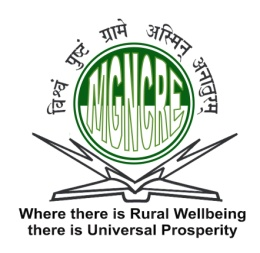 विश्वं पुष्टं ग्रामे अस्मिन् अनातुरम्
MGNCRE
Where there is Rural Wellbeing
there is Universal Prosperity